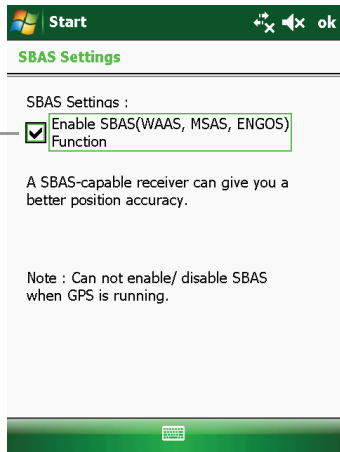 Start ok
SBAS Settings
SBAS Settings :
Enable SBAS(WAAS, MSAS, ENGOS)
Function
A SBAS-capable receiver can give you a
better position accuracy.
Note : Can not enable/ disable SBAS
when GPS is running.